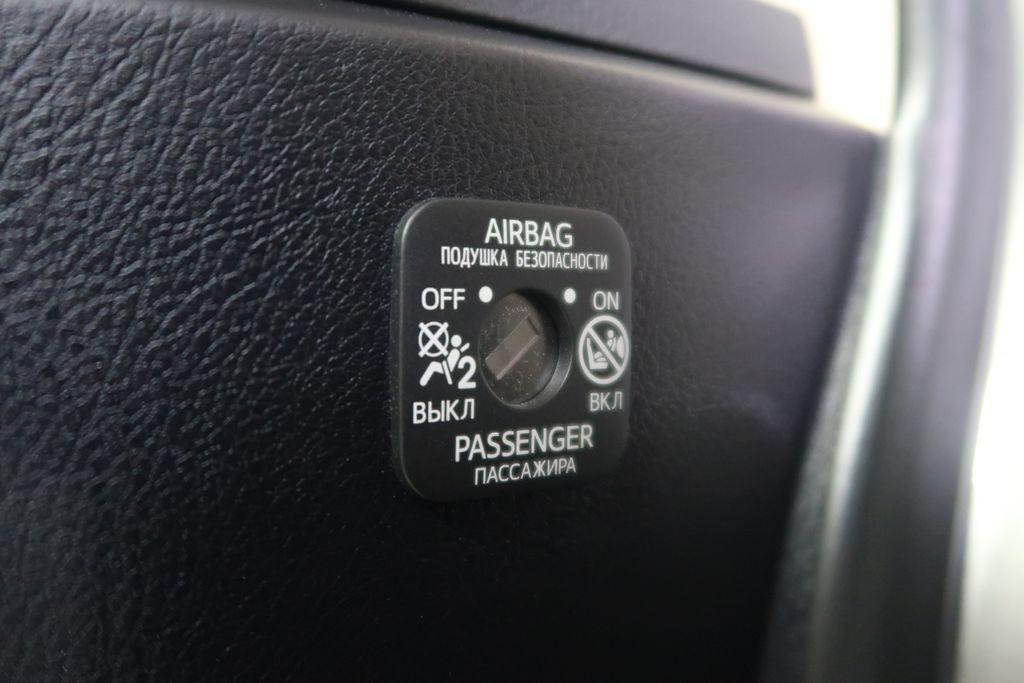 AIRBAG
ПОДУШКА БЕЗОПАСНОСТИ
OFF ON
2
ВЫКЛ ВКЛ
PASSENGER
ПАССАЖИРА